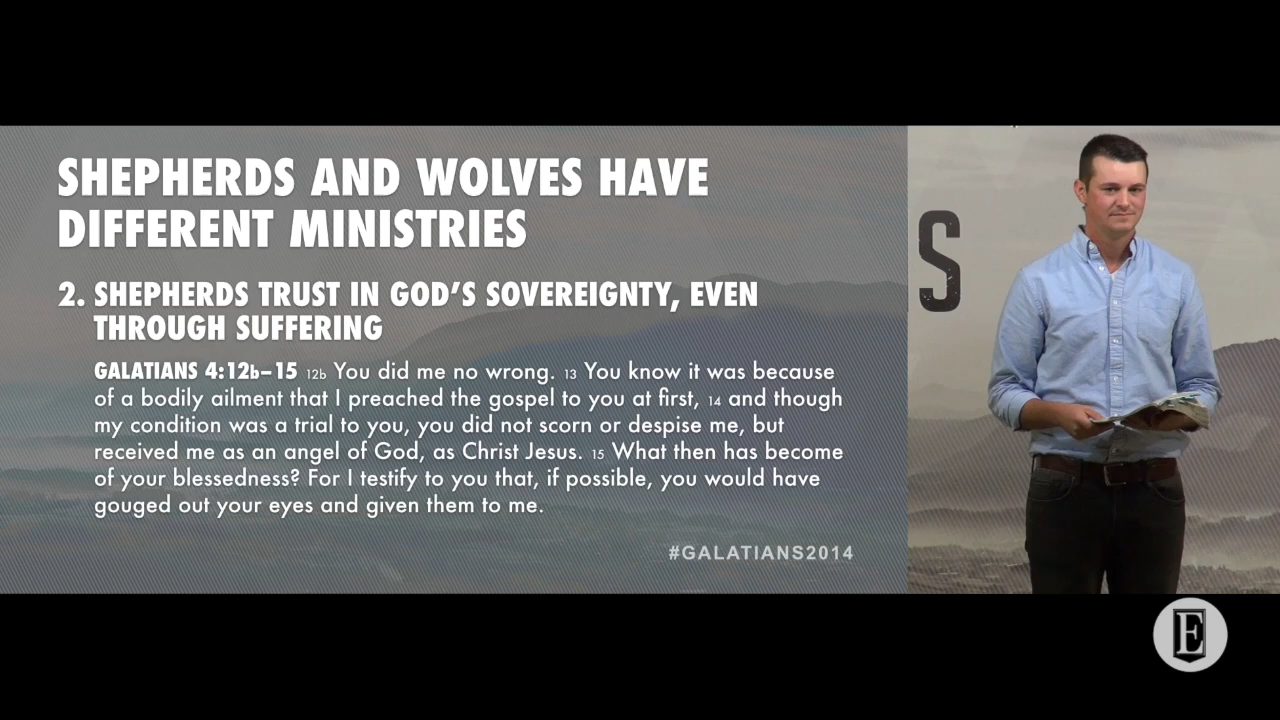 SHEPHERDS AND WOLVES HAVE
DIFFERENT MINISTRIES
2. SHEPHERDS TRUST IN GOD'S SOVEREIGNTY, EVEN
THROUGH SUFFERING
GALATIANS 4:12b–15 12b You did me no wrong. 13 You know it was because
of a bodily ailment that I preached the gospel to you at first, 14 and though
my condition was a trial to you, you did not scorn or despise me, but
received me as an angel of God, as Christ Jesus. 15 What then has become
of your blessedness? For I testify to you that, if possible, you would have
gouged out your eyes and given them to me.
#GALATIANS2014
S
E